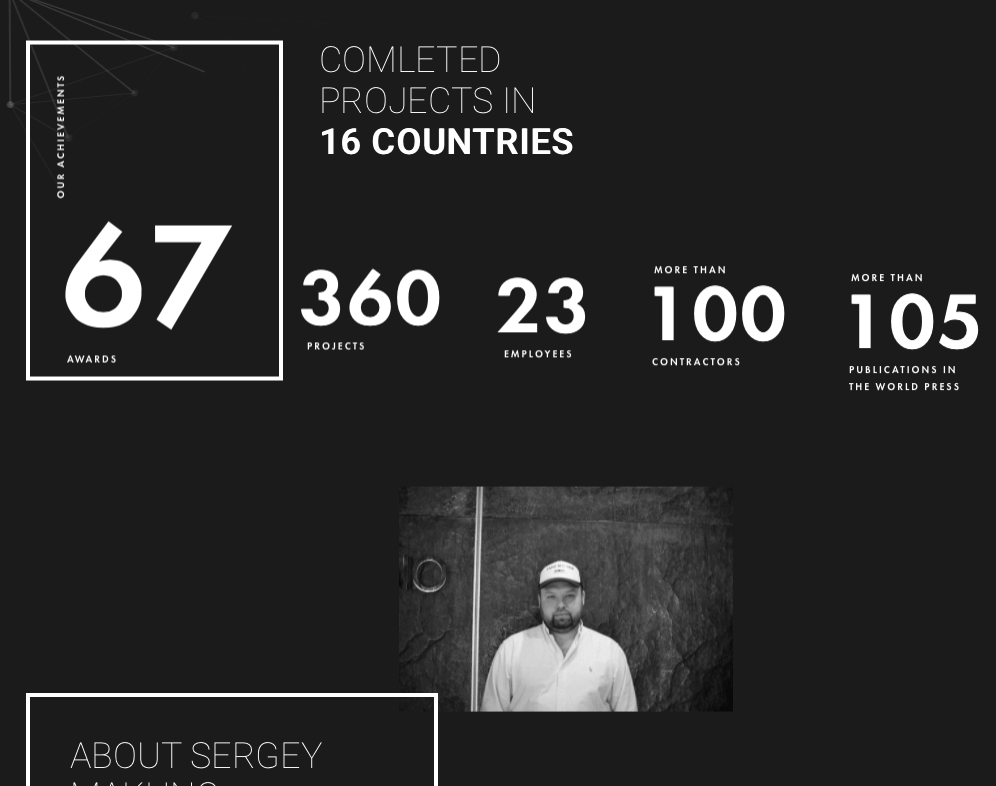 OUR ACHIEVEMENTS
67
AWARDS
COMLETED
PROJECTS IN
16 COUNTRIES
360
PROJECTS
23
EMPLOYEES
MORE THAN
100
CONTRACTORS
MORE THAN
105
PUBLICATIONS IN
THE WORLD PRESS
ABOUT SERGEY